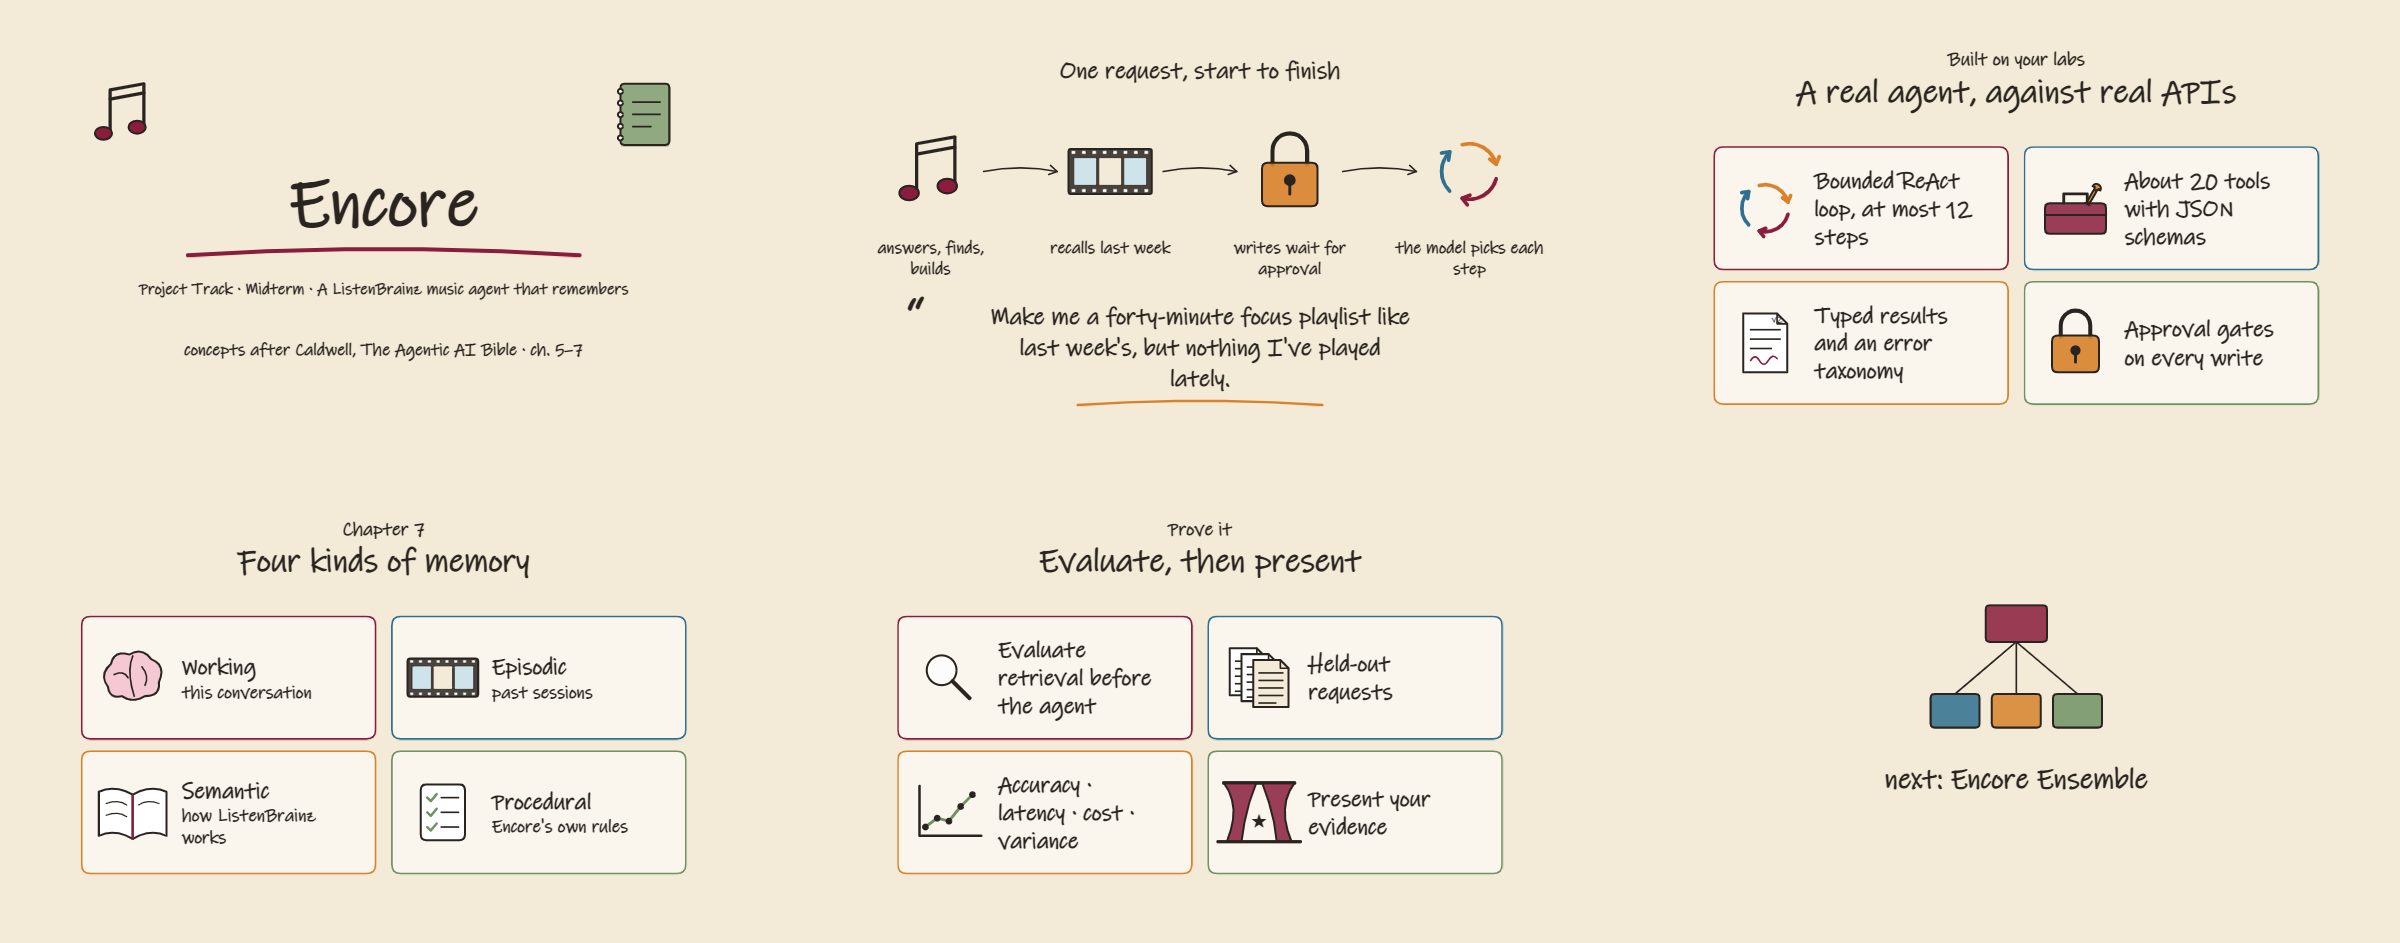 Encore
Project Track · Midterm · A ListenBrainz music agent that remembers
concepts after Caldwell, The Agentic AI Bible · ch. 5–7
One request, start to finish
answers, finds,
builds
recalls last week
writes wait for
approval
the model picks each
step
“
Make me a forty-minute focus playlist like
last week's, but nothing I've played
lately.
Built on your labs
A real agent, against real APIs
Bounded ReAct
loop, at most 12
steps
About 20 tools
with JSON
schemas
Typed results
and an error
taxonomy
Approval gates
on every write
Chapter 7
Four kinds of memory
Working
this conversation
Episodic
past sessions
Semantic
how ListenBrainz
works
Procedural
Encore's own rules
Prove it
Evaluate, then present
Evaluate
retrieval before
the agent
Held-out
requests
Accuracy ·
latency · cost ·
variance
Present your
evidence
next: Encore Ensemble